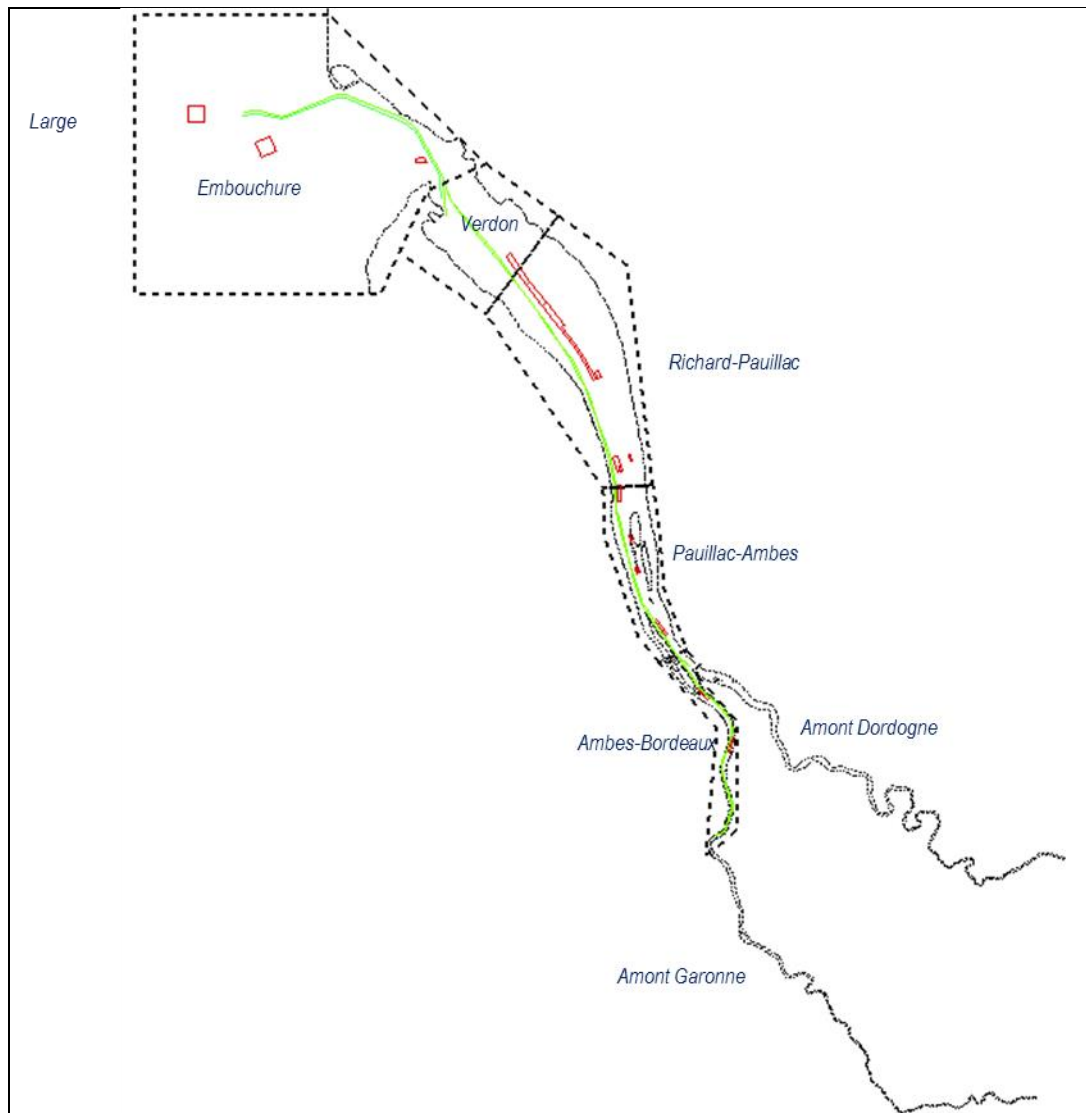 Large
Embouchure
Verdon
Richard-Pauillac
Pauillac-Ambes
Amont Dordogne
Ambes-Bordeaux
Amont Garonne